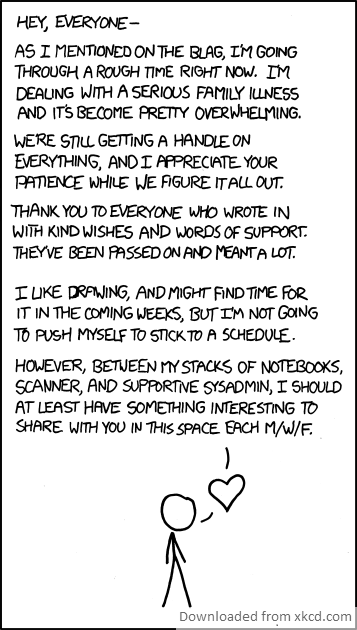 HEY, EVERYONE—
AS I MENTIONED ON THE BLAG, I'M GOING
THROUGH A ROUGH TIME RIGHT NOW. I'M
DEALING WITH A SERIOUS FAMILY ILLNESS
AND IT'S BECOME PRETTY OVERWHELMING.
WE'RE STILL GETTING A HANDLE ON
EVERYTHING, AND I APPRECIATE YOUR
PATIENCE WHILE WE FIGURE IT ALL OUT.
THANK YOU TO EVERYONE WHO WROTE IN
WITH KIND WISHES AND WORDS OF SUPPORT.
THEY'VE BEEN PASSED ON AND MEANT A LOT.
I LIKE DRAWING, AND MIGHT FIND TIME FOR
IT IN THE COMING WEEKS, BUT I'M NOT GOING
TO PUSH MYSELF TO STICK TO A SCHEDULE.
HOWEVER, BETWEEN MY STACKS OF NOTEBOOKS,
SCANNER, AND SUPPORTIVE SYSADMIN, I SHOULD
AT LEAST HAVE SOMETHING INTERESTING TO
SHARE WITH YOU IN THIS SPACE EACH M/W/F.
Downloaded from xkcd.com